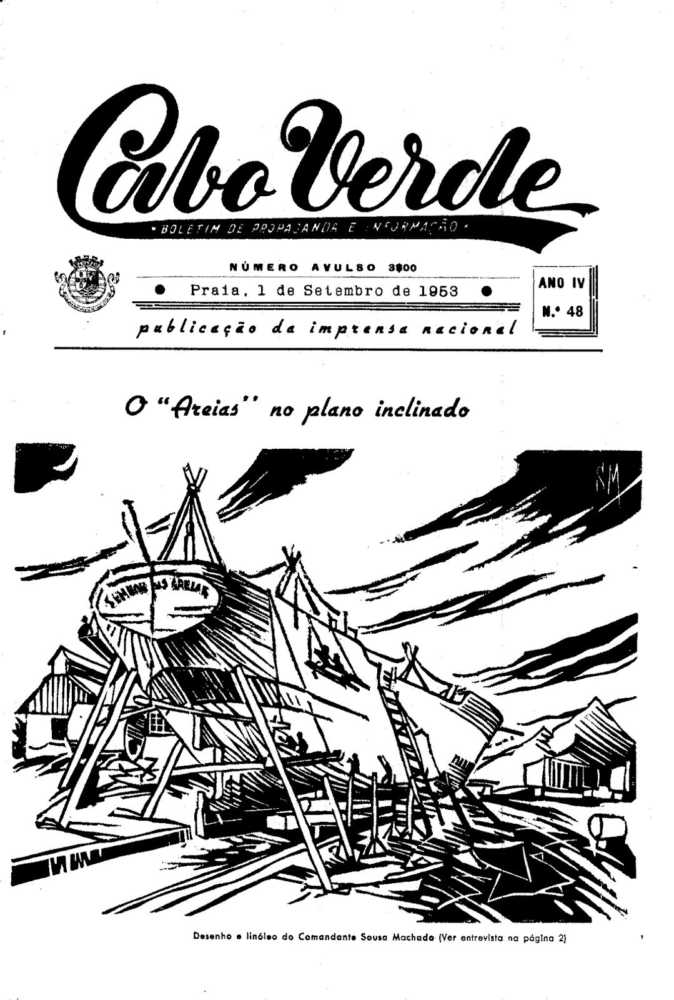 Cabo Verde
• BOLETIM DE PROPAGANDA E INFORMAÇÃO •
NÚMERO AVULSO 3$00
● Praia, 1 de Setembro de 1953 ●
ANO IV
N.º 48
publicação da imprensa nacional
O "Areias" no plano inclinado
SM
SENHOR DAS AREIAS
Desenho e linóleo do Comandante Sousa Machado (Ver entrevista na página 2)